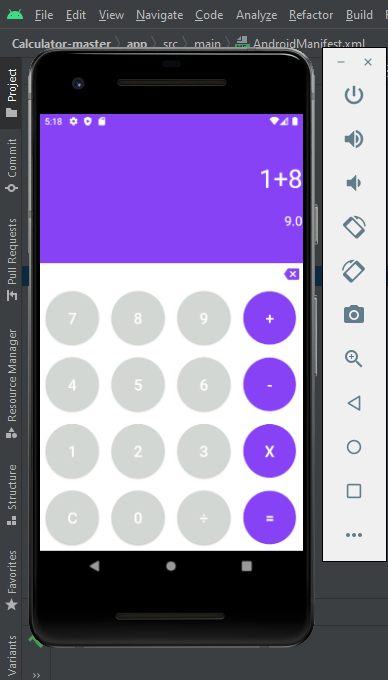 File Edit View Navigate Code Analyze Refactor Build
Calculator-master app src main AndroidManifest.xml
Project
Commit
Pull Requests
Resource Manager
Structure
Favorites
Variants
5:18
1+8
9.0
7 8 9 +
4 5 6 -
1 2 3 X
C 0 ÷ =